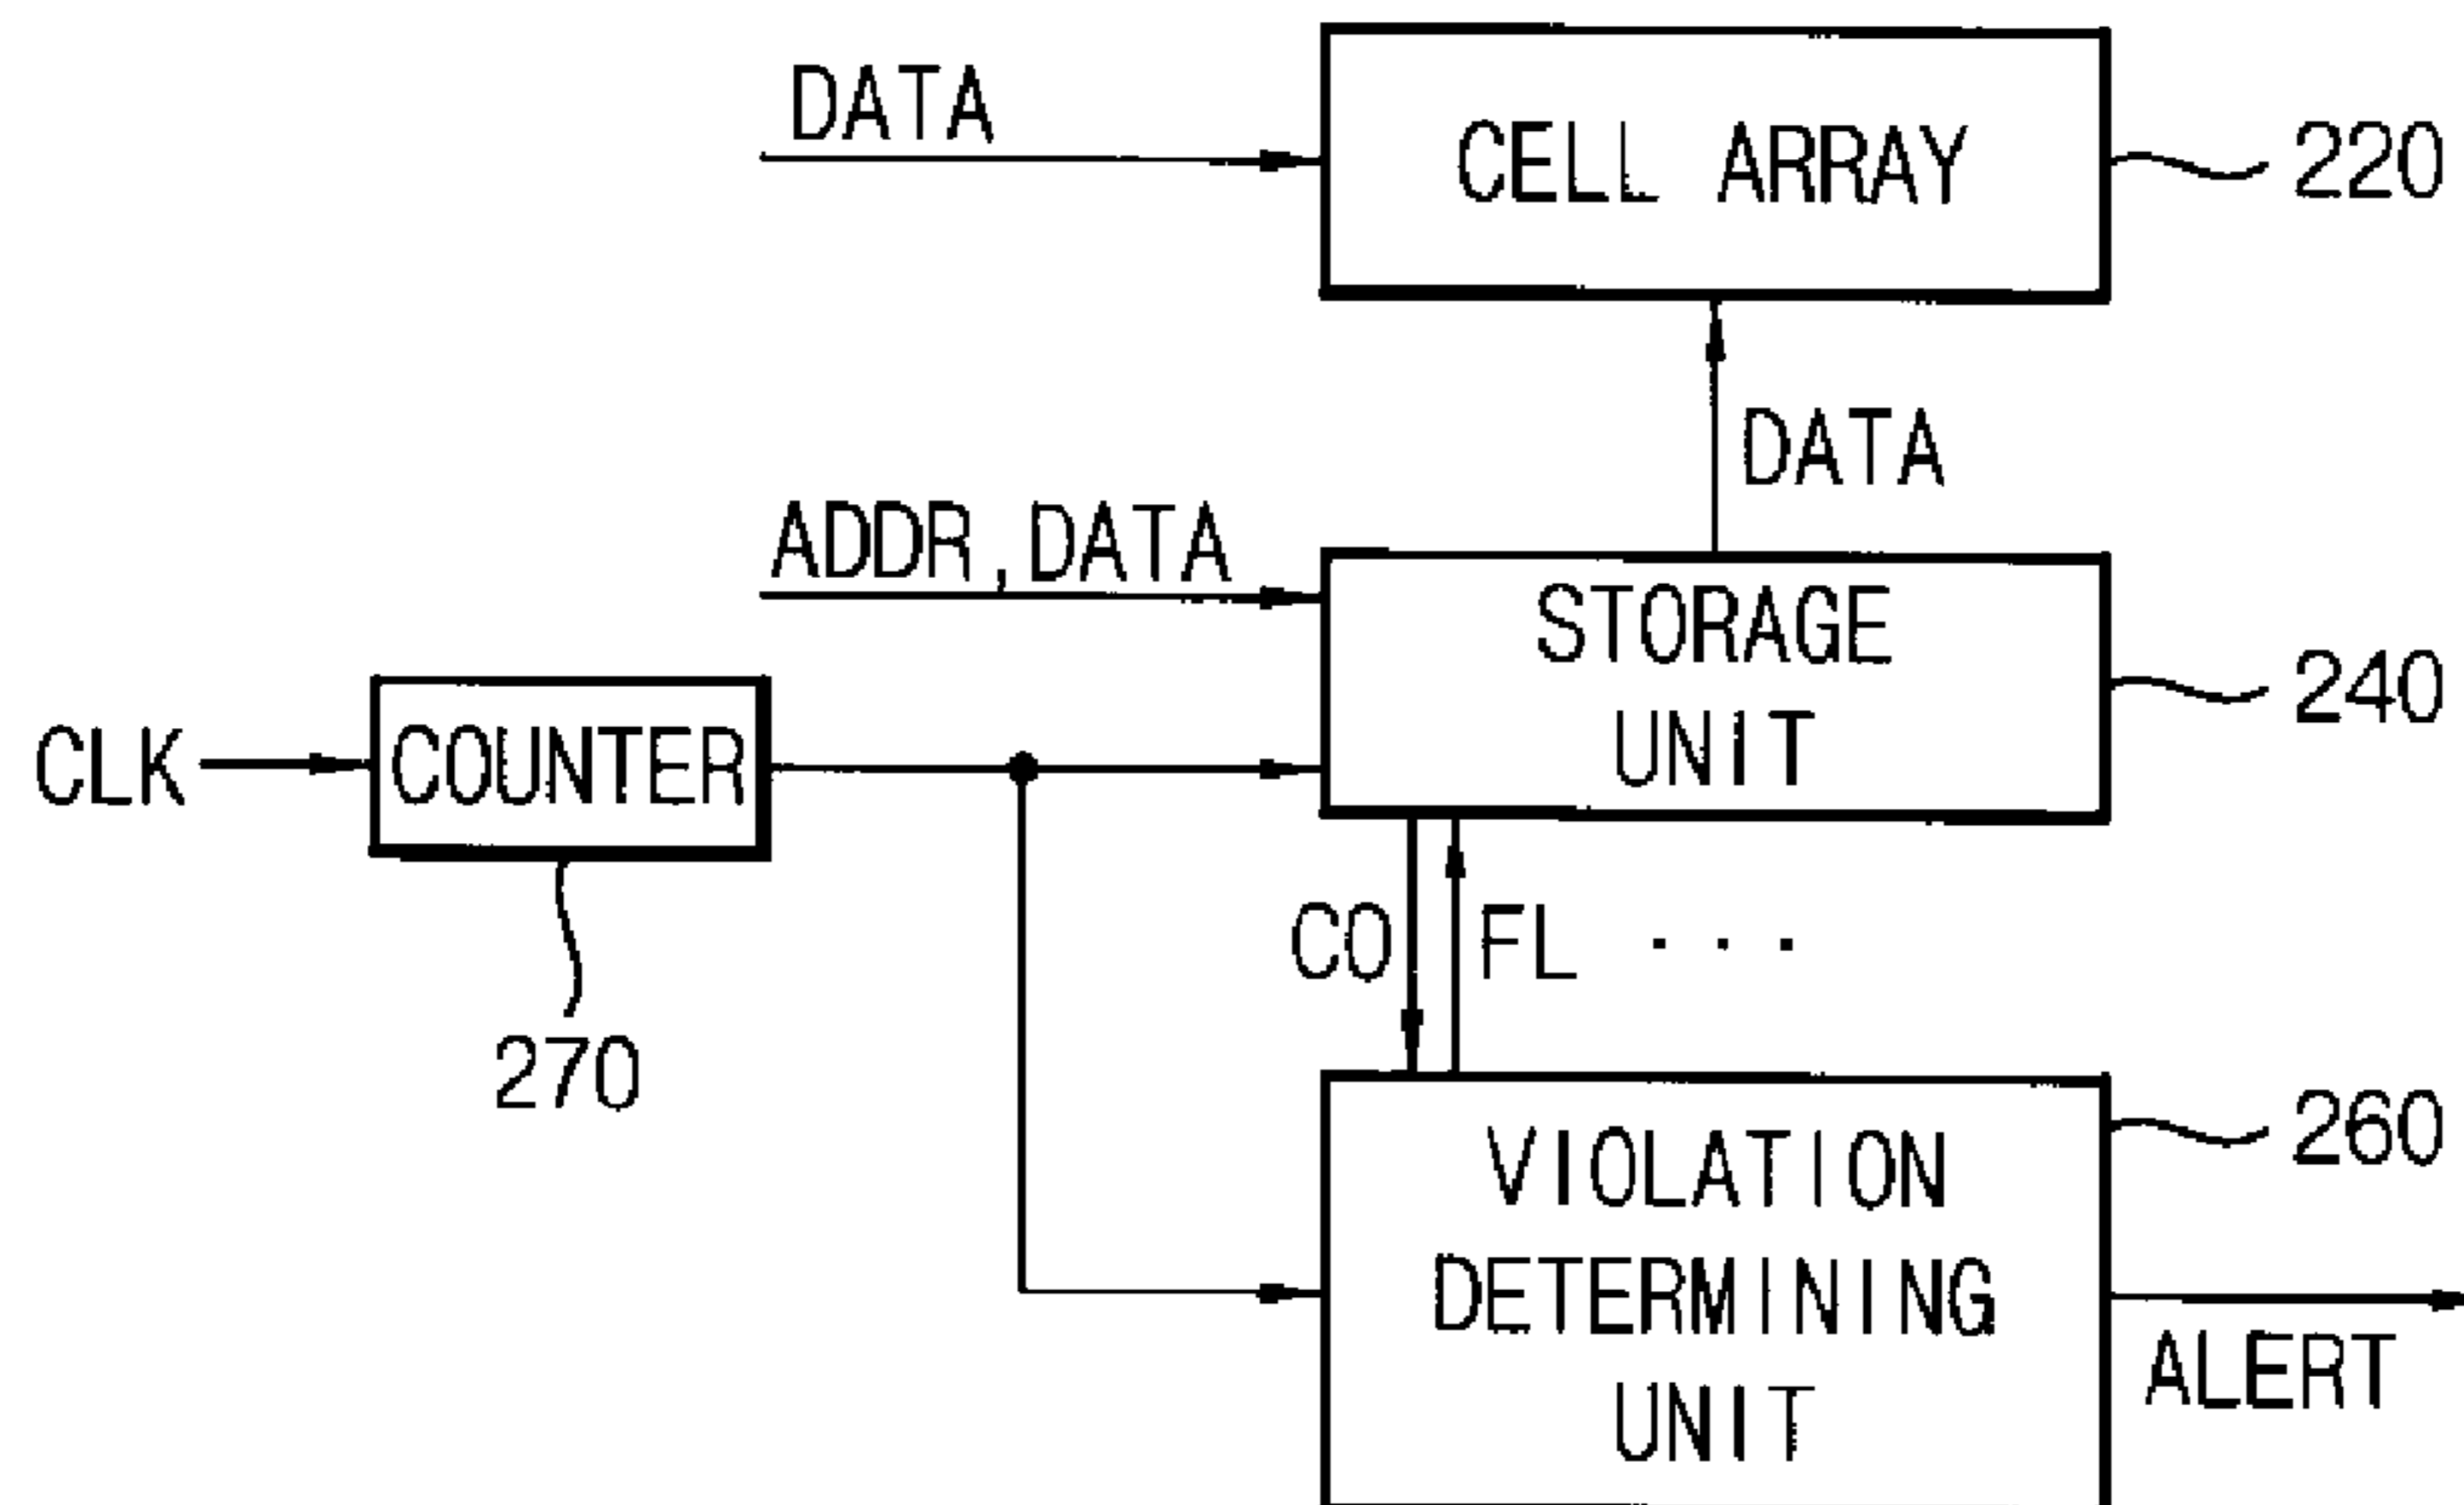 DATA
CELL ARRAY
220
DATA
ADDR,DATA
STORAGE
UNIT
240
CLK
COUNTER
270
CO
FL ...
VIOLATION
DETERMINING
UNIT
260
ALERT